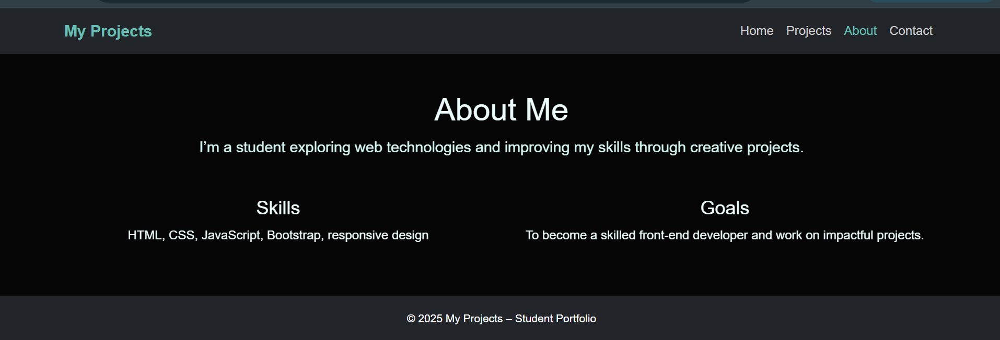 My Projects
Home Projects About Contact
About Me
I’m a student exploring web technologies and improving my skills through creative projects.
Skills
HTML, CSS, JavaScript, Bootstrap, responsive design
Goals
To become a skilled front-end developer and work on impactful projects.
© 2025 My Projects – Student Portfolio